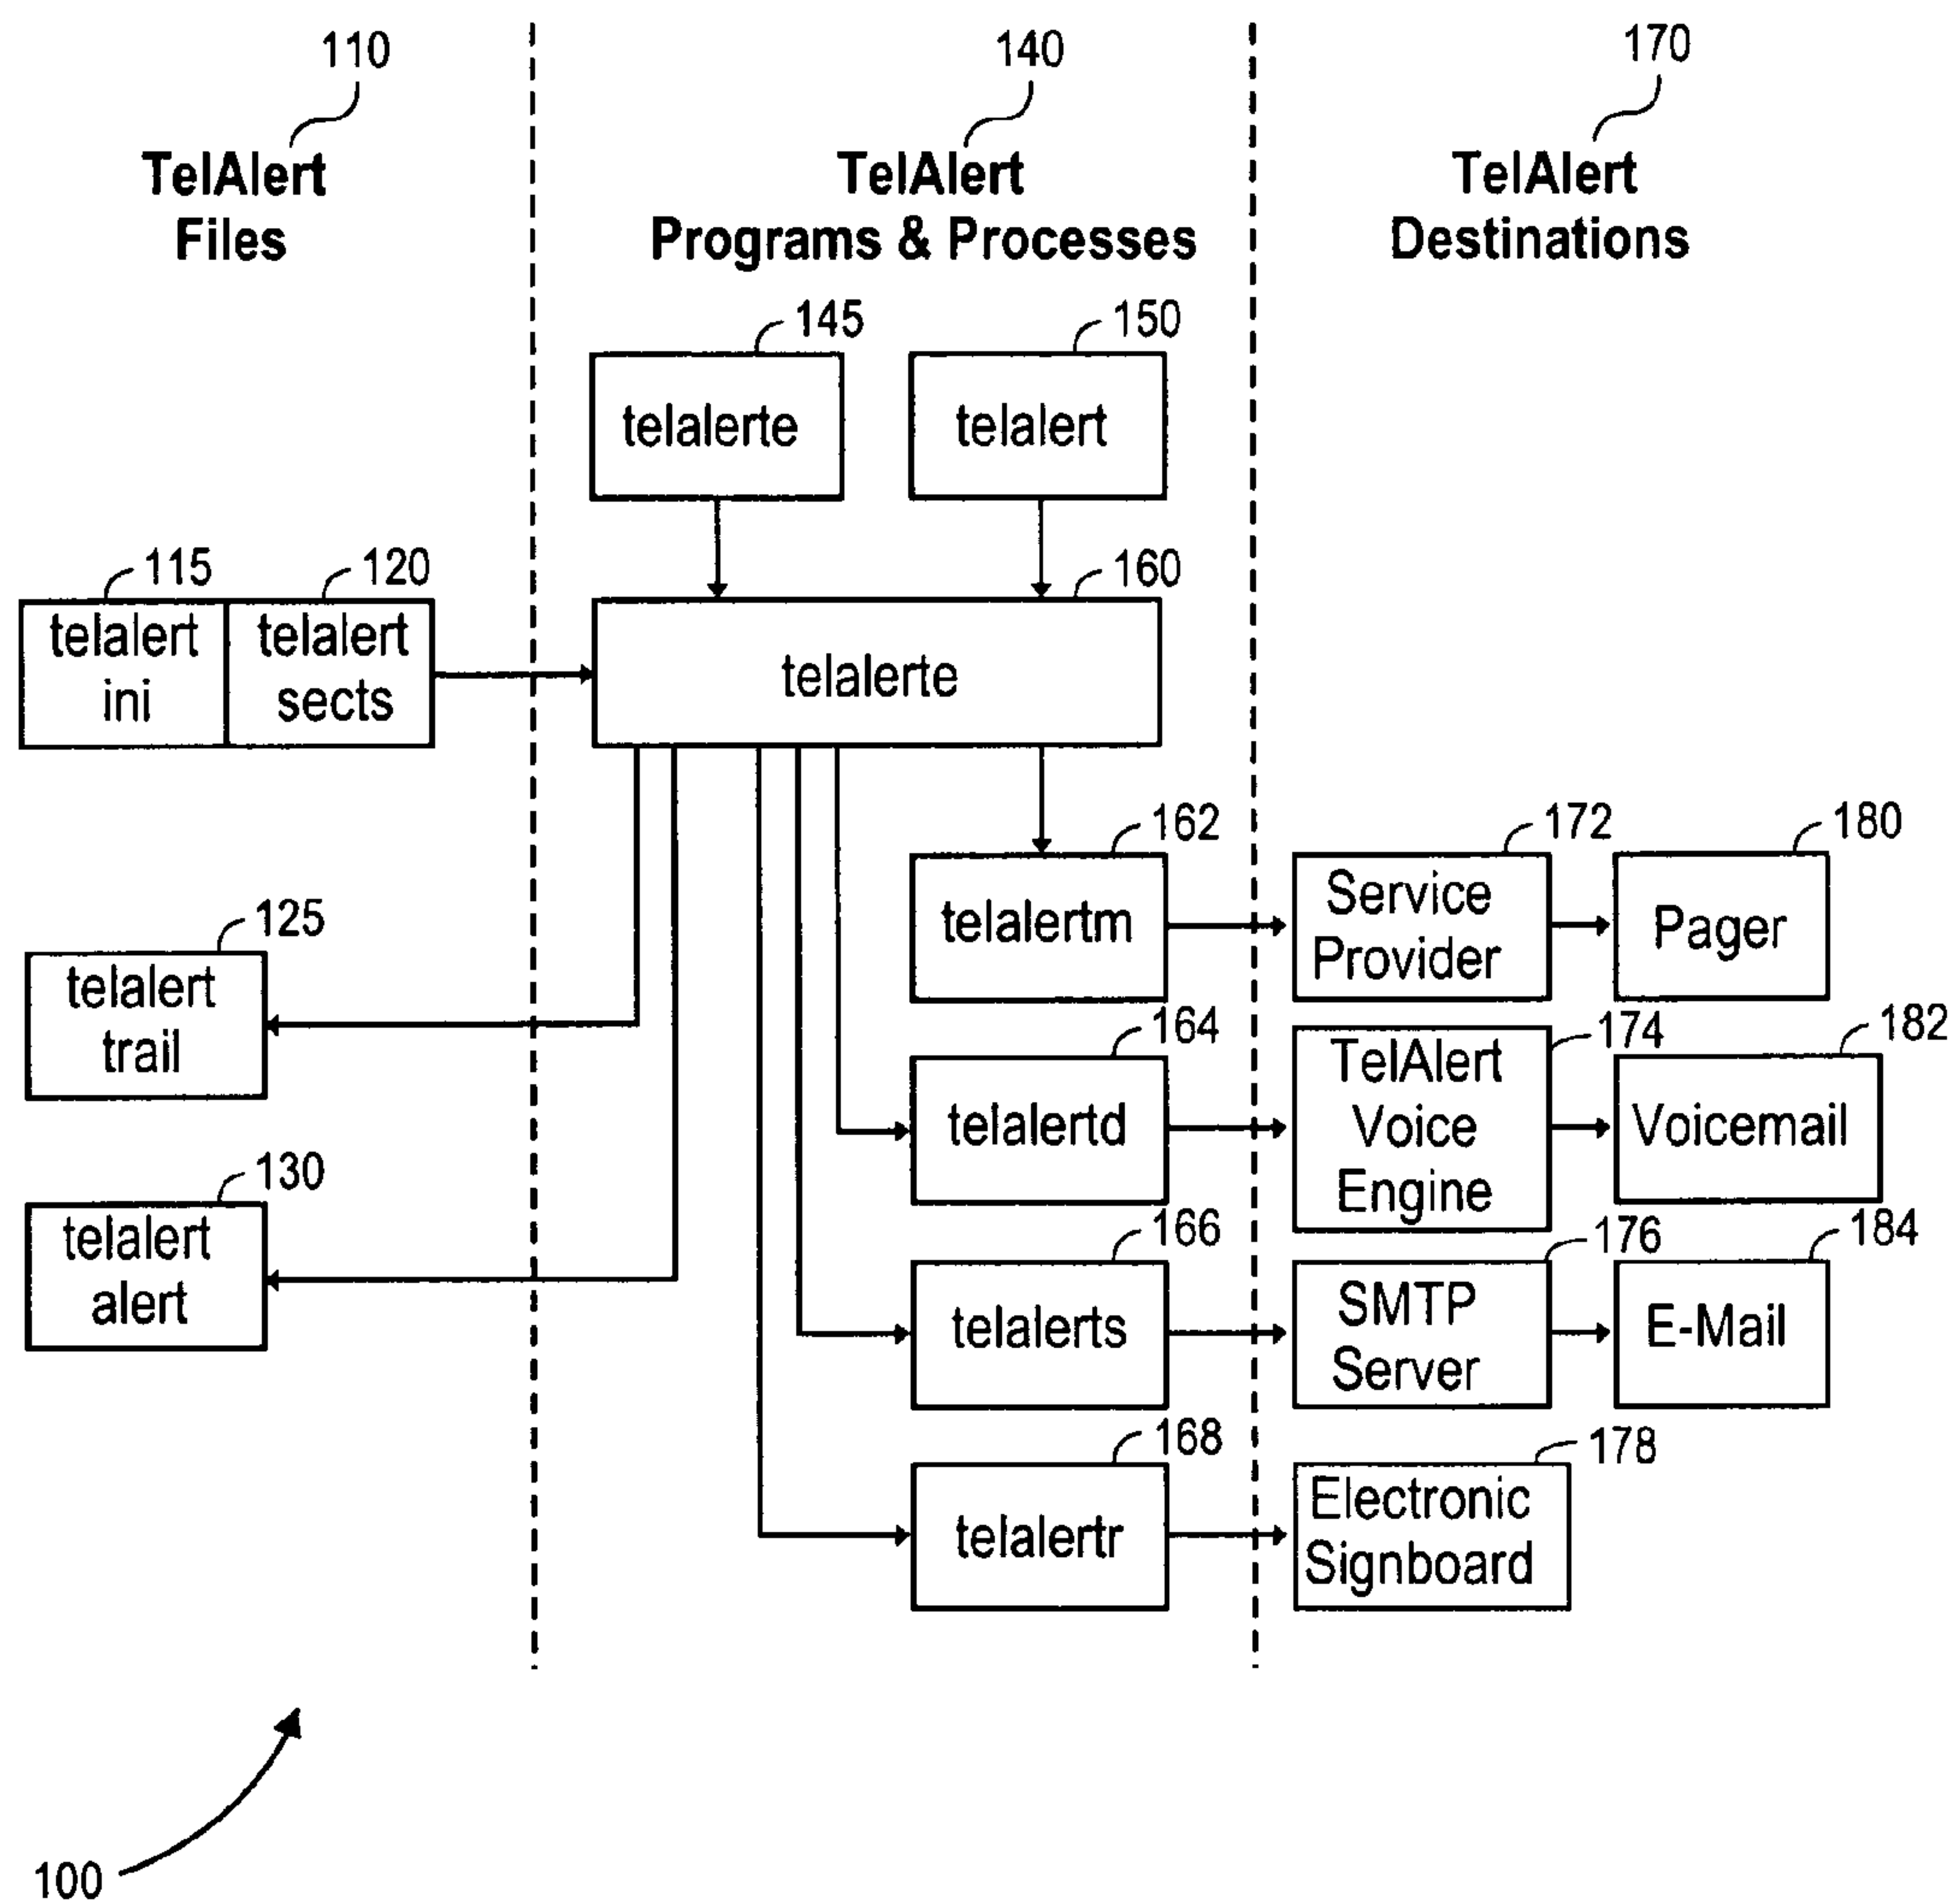 110
140
170
TelAlert
Files
TelAlert
Programs & Processes
TelAlert
Destinations
145
150
telalerte
telalert
115
120
160
telalert
ini
telalert
sects
telalerte
162
172
180
telalertm
Service
Provider
Pager
125
telalert
trail
164
174
182
telalertd
TelAlert
Voice
Engine
Voicemail
130
telalert
alert
166
176
184
telalerts
SMTP
Server
E-Mail
168
178
telalertr
Electronic
Signboard
100